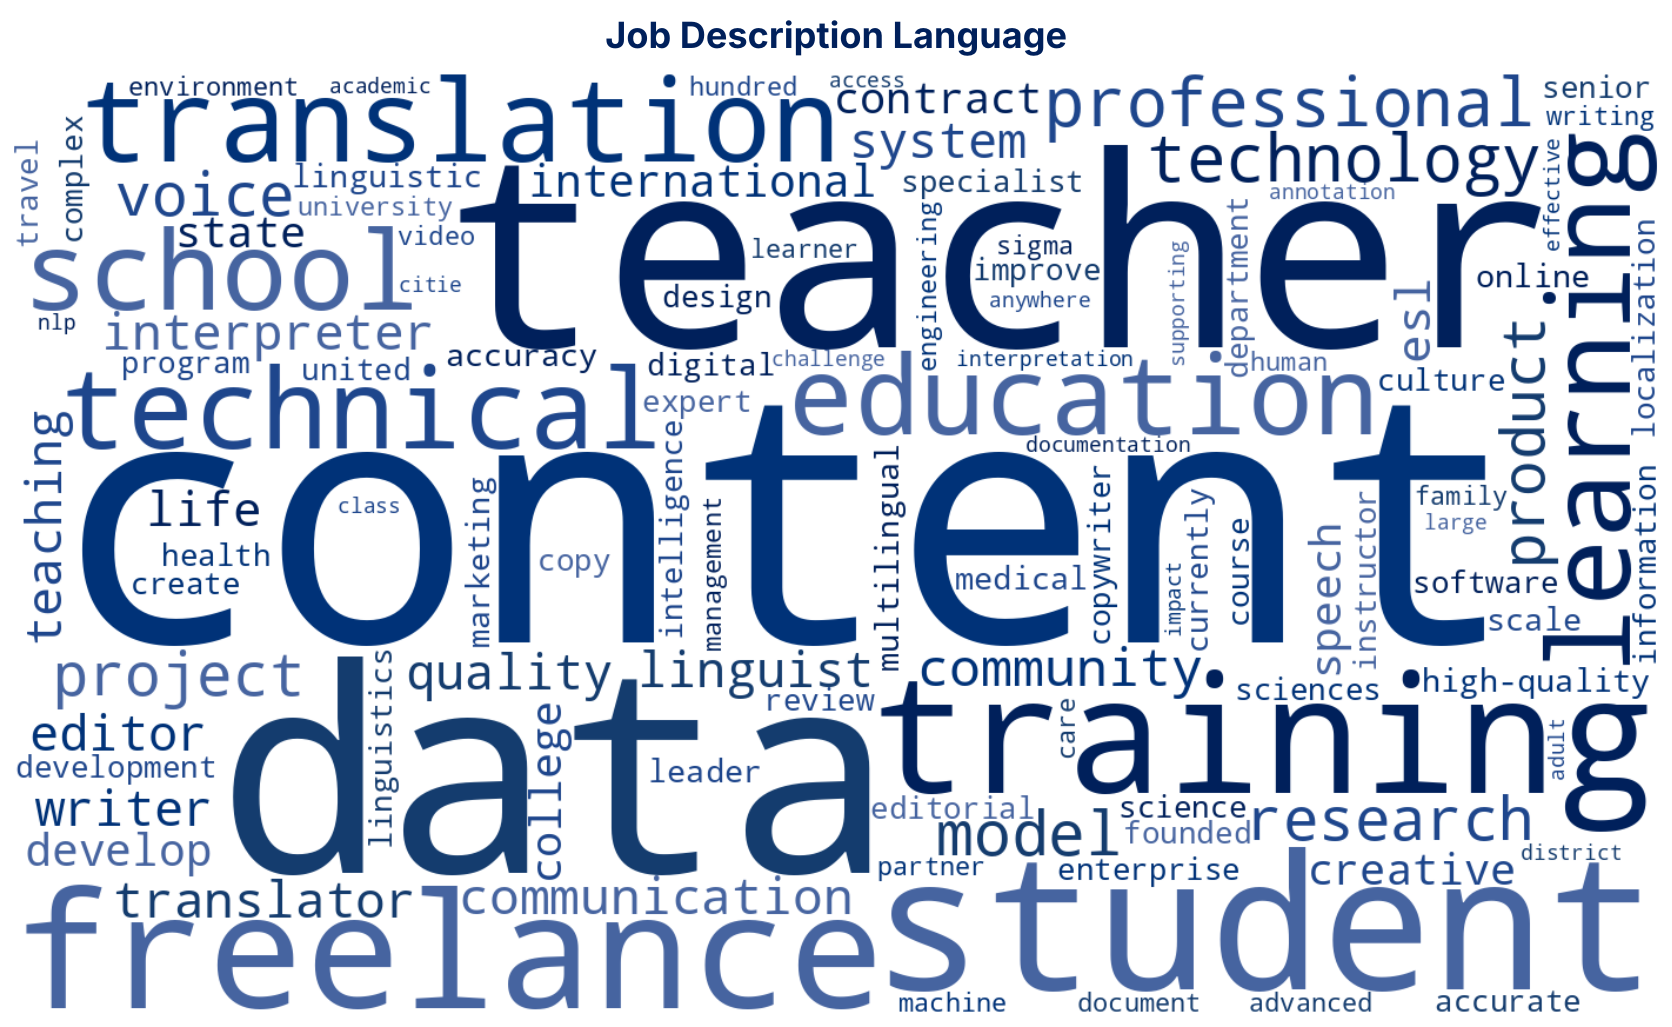 Job Description Language
environment
academic
hundred
access
contract
professional
senior
writing
translation
system
technology
travel
complex
voice
linguistic
university
international
specialist
annotation
effective
learning
state
video
teacher
learner
engineering
sigma
improve
anywhere
supporting
department
online
localization
school
citie
design
esl
nlp
interpreter
program
united
accuracy
digital
challenge
interpretation
human
product
culture
technical
expert
education
documentation
teaching
content
life
class
health
create
marketing
copy
intelligence
management
multilingual
medical
copywriter
impact
currently
course
speech
instructor
family
large
software
scale
information
project
linguistics
quality
linguist
community
sciences
high-quality
review
editor
development
data
college
leader
training
care
adult
writer
editorial
model
science
founded
research
develop
partner
enterprise
creative
district
translator
communication
freelance
student
machine
document
advanced
accurate